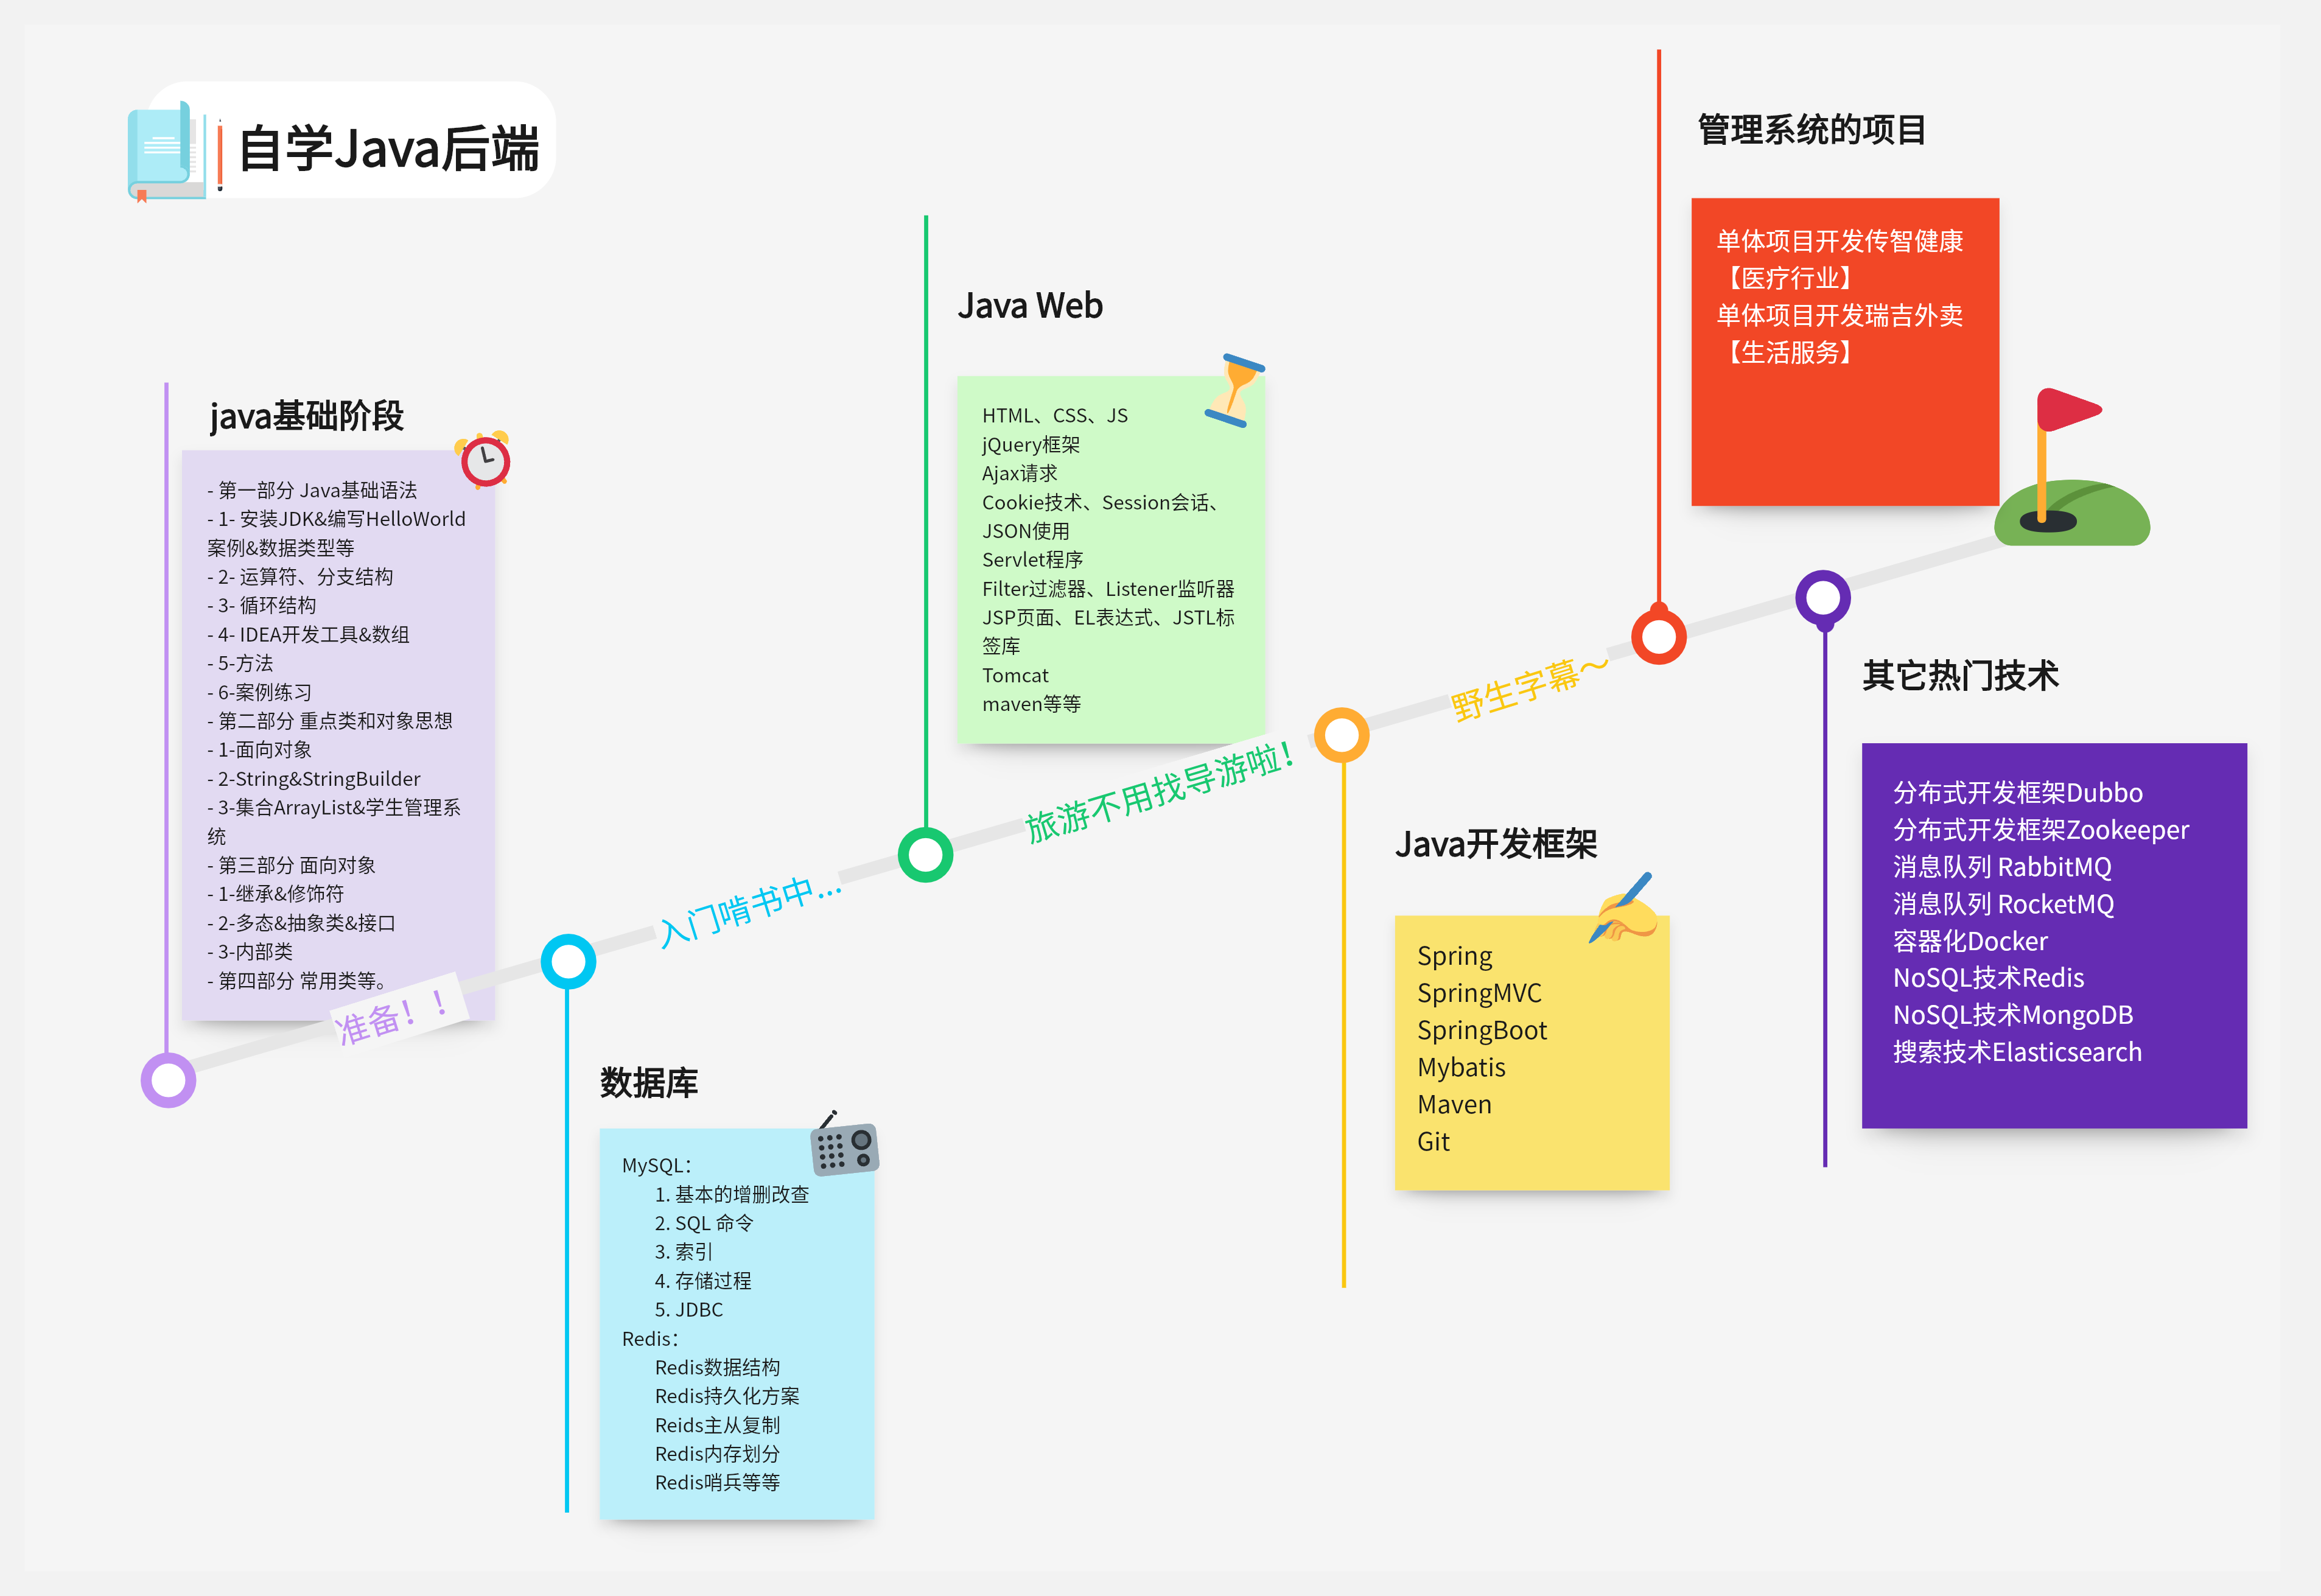 自学Java后端
java基础阶段
- 第一部分 Java基础语法
- 1- 安装JDK&编写HelloWorld
案例&数据类型等
- 2- 运算符、分支结构
- 3- 循环结构
- 4- IDEA开发工具&数组
- 5-方法
- 6-案例练习
- 第二部分 重点类和对象思想
- 1-面向对象
- 2-String&StringBuilder
- 3-集合ArrayList&学生管理系
统
- 第三部分 面向对象
- 1-继承&修饰符
- 2-多态&抽象类&接口
- 3-内部类
- 第四部分 常用类等。
准备！！
数据库
MySQL：
1. 基本的增删改查
2. SQL 命令
3. 索引
4. 存储过程
5. JDBC
Redis：
Redis数据结构
Redis持久化方案
Reids主从复制
Redis内存划分
Redis哨兵等等
入门啃书中...
Java Web
HTML、CSS、JS
jQuery框架
Ajax请求
Cookie技术、Session会话、
JSON使用
Servlet程序
Filter过滤器、Listener监听器
JSP页面、EL表达式、JSTL标
签库
Tomcat
maven等等
旅游不用找导游啦！
Java开发框架
Spring
SpringMVC
SpringBoot
Mybatis
Maven
Git
野生字幕～
管理系统的项目
单体项目开发传智健康
【医疗行业】
单体项目开发瑞吉外卖
【生活服务】
其它热门技术
分布式开发框架Dubbo
分布式开发框架Zookeeper
消息队列 RabbitMQ
消息队列 RocketMQ
容器化Docker
NoSQL技术Redis
NoSQL技术MongoDB
搜索技术Elasticsearch